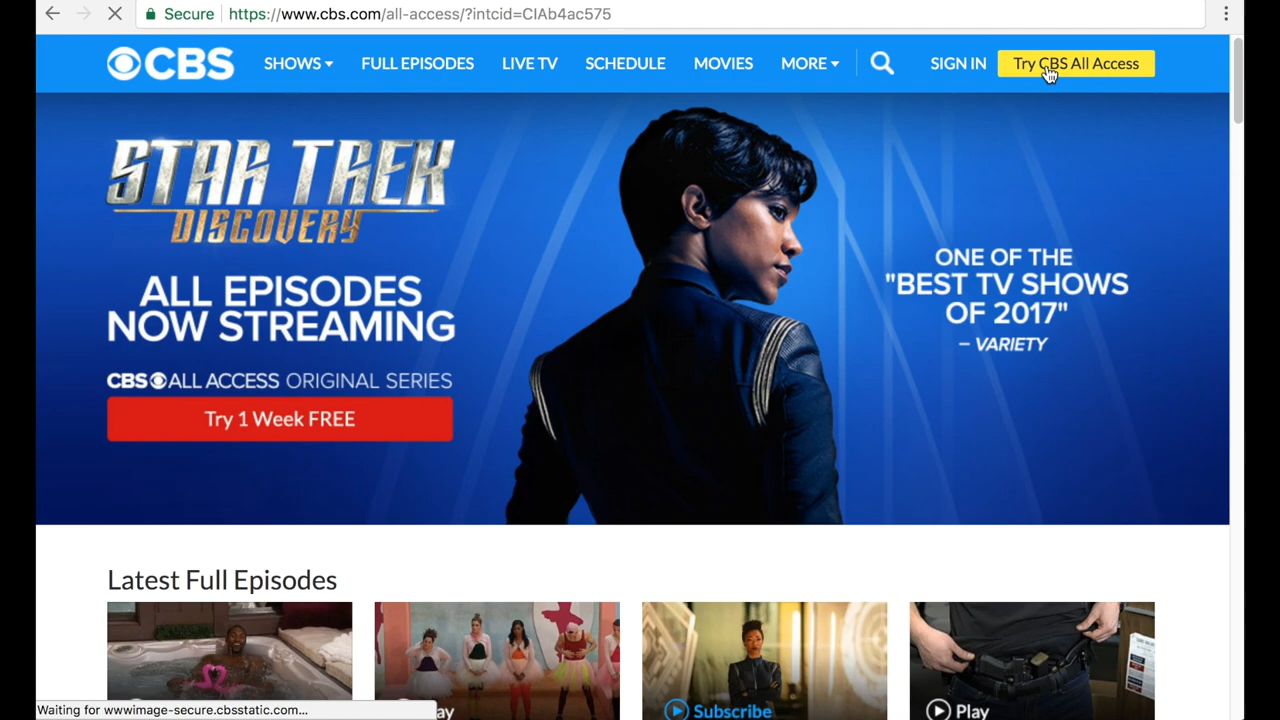 Secure
https://www.cbs.com/all-access/?intcid=CIAb4ac575
CBS
SHOWS
FULL EPISODES
LIVE TV
SCHEDULE
MOVIES
MORE
SIGN IN
Try CBS All Access
STAR TREK
DISCOVERY
ALL EPISODES
NOW STREAMING
CBS ALL ACCESS ORIGINAL SERIES
Try 1 Week FREE
ONE OF THE
"BEST TV SHOWS
OF 2017"
– VARIETY
Latest Full Episodes
Subscribe
Play
Waiting for wwwimage-secure.cbsstatic.com...